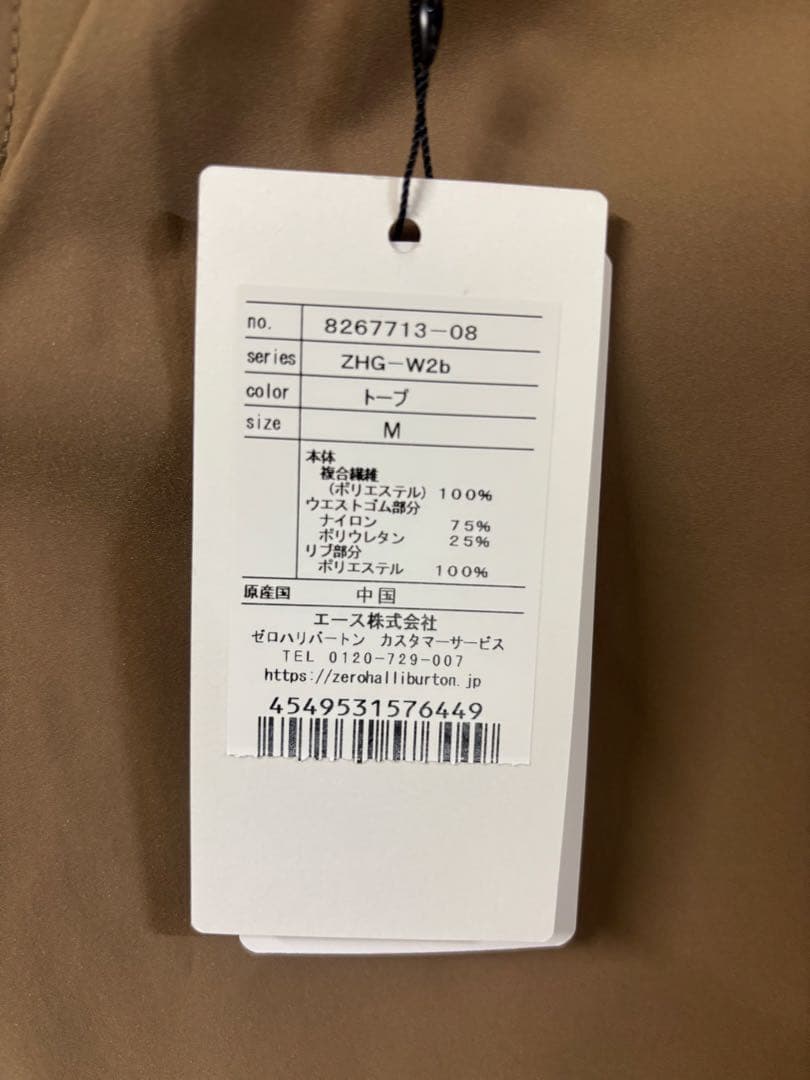 no. 8267713-08
series ZHG-W2b
color トープ
size M
本体
複合繊維
(ポリエステル) 100%
ウエストゴム部分
ナイロン 75%
ポリウレタン 25%
リブ部分
ポリエステル 100%
原産国 中国
エース株式会社
ゼロハリバートン カスタマーサービス
TEL 0120-729-007
https://zerohalliburton.jp
4549531576449